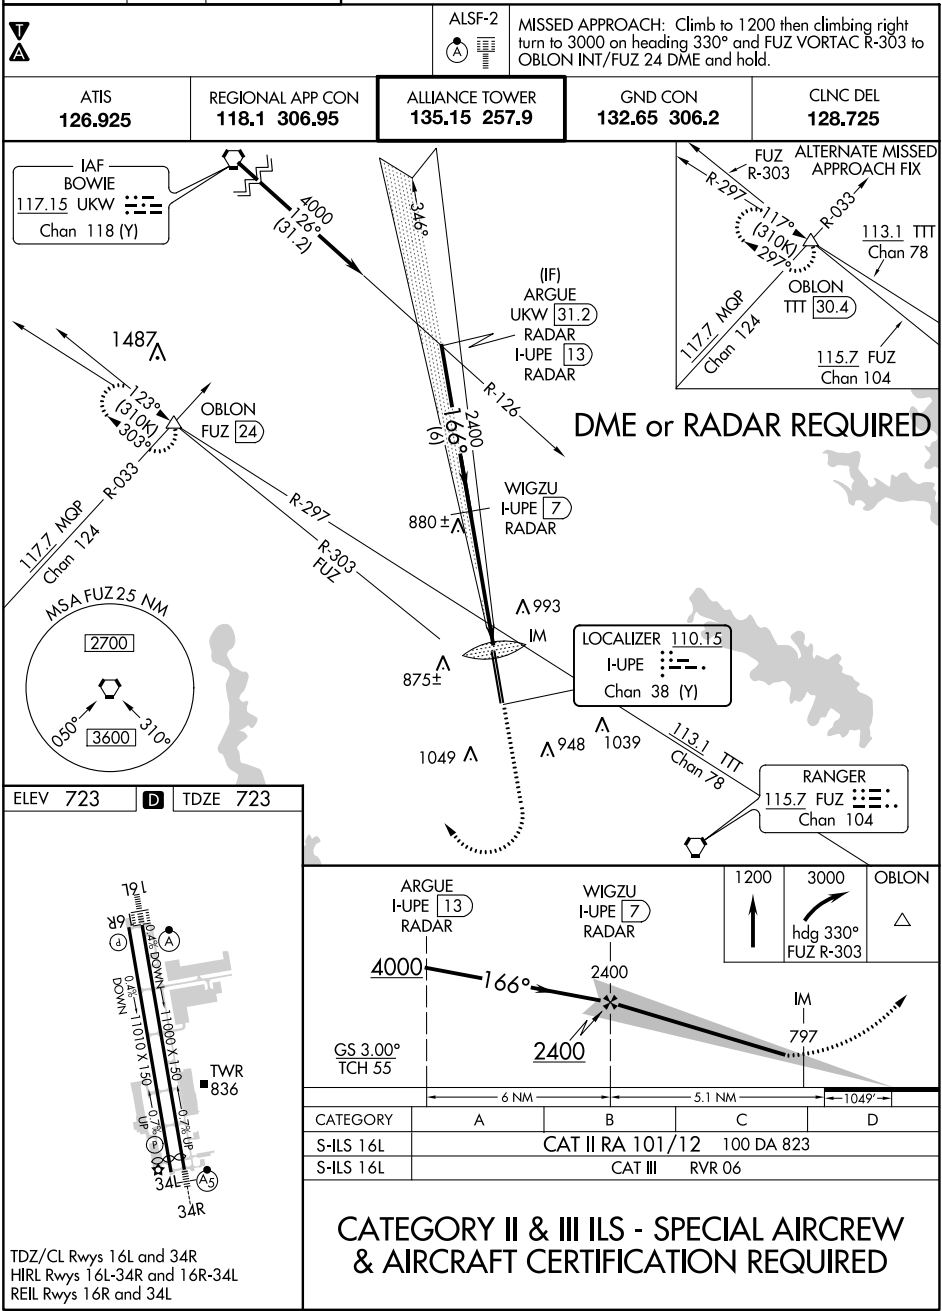 ALSF-2
MISSED APPROACH: Climb to 1200 then climbing right
turn to 3000 on heading 330° and FUZ VORTAC R-303 to
OBLON INT/FUZ 24 DME and hold.
T
A
A
ATIS
126.925
REGIONAL APP CON
118.1 306.95
ALLIANCE TOWER
135.15 257.9
GND CON
132.65 306.2
CLNC DEL
128.725
IAF
BOWIE
117.15 UKW
Chan 118 (Y)
4000
126°
(31.2)
346°
(IF)
ARGUE
UKW 31.2
RADAR
I-UPE 13
RADAR
R-126
FUZ
R-303
ALTERNATE MISSED
APPROACH FIX
R-297
117°
(310K)
297°
R-033
113.1 TTT
Chan 78
OBLON
TTT 30.4
117.7 MQP
Chan 124
115.7 FUZ
Chan 104
DME or RADAR REQUIRED
1487
123°
(310K)
303°
OBLON
FUZ 24
R-033
117.7 MQP
Chan 124
R-297
R-303
FUZ
2400
166°
(6)
WIGZU
I-UPE 7
RADAR
880 ±
993
IM
875±
LOCALIZER 110.15
I-UPE
Chan 38 (Y)
1049
948
1039
113.1 TTT
Chan 78
RANGER
115.7 FUZ
Chan 104
MSA FUZ 25 NM
2700
050°
310°
3600
ELEV 723
D
TDZE 723
16L
16R
P
A
0.4% DOWN
0.4%
DOWN
11010 X 150
11000 X 150
TWR
836
0.7%
UP
0.7% UP
P
34L
A5
34R
TDZ/CL Rwys 16L and 34R
HIRL Rwys 16L-34R and 16R-34L
REIL Rwys 16R and 34L
ARGUE
I-UPE 13
RADAR
WIGZU
I-UPE 7
RADAR
1200
3000
hdg 330°
FUZ R-303
OBLON
4000
166°
2400
2400
IM
797
GS 3.00°
TCH 55
6 NM
5.1 NM
1049'
CATEGORY A B C D
S-ILS 16L CAT II RA 101/12 100 DA 823
S-ILS 16L CAT III RVR 06
CATEGORY II & III ILS - SPECIAL AIRCREW
& AIRCRAFT CERTIFICATION REQUIRED